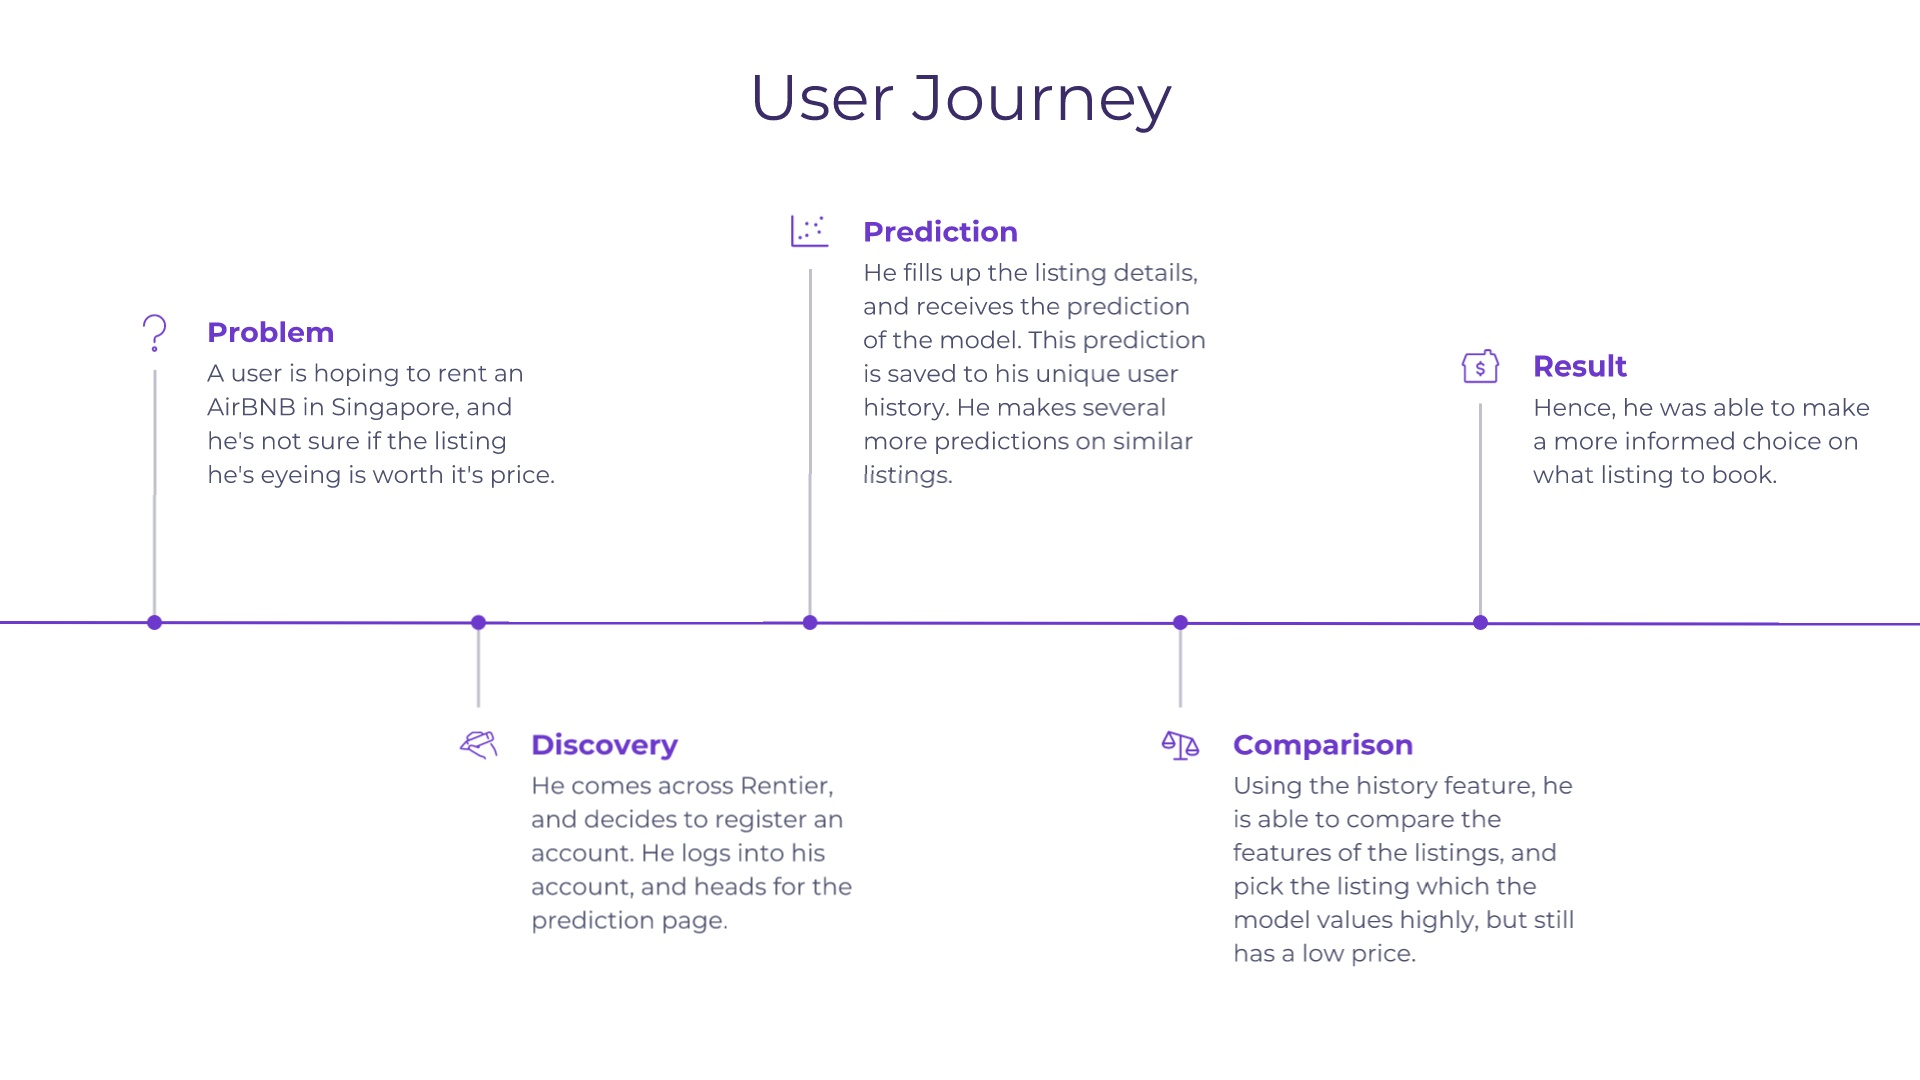 User Journey
Problem
A user is hoping to rent an
AirBNB in Singapore, and
he's not sure if the listing
he's eyeing is worth it's price.
Discovery
He comes across Rentier,
and decides to register an
account. He logs into his
account, and heads for the
prediction page.
Prediction
He fills up the listing details,
and receives the prediction
of the model. This prediction
is saved to his unique user
history. He makes several
more predictions on similar
listings.
Comparison
Using the history feature, he
is able to compare the
features of the listings, and
pick the listing which the
model values highly, but still
has a low price.
Result
Hence, he was able to make
a more informed choice on
what listing to book.